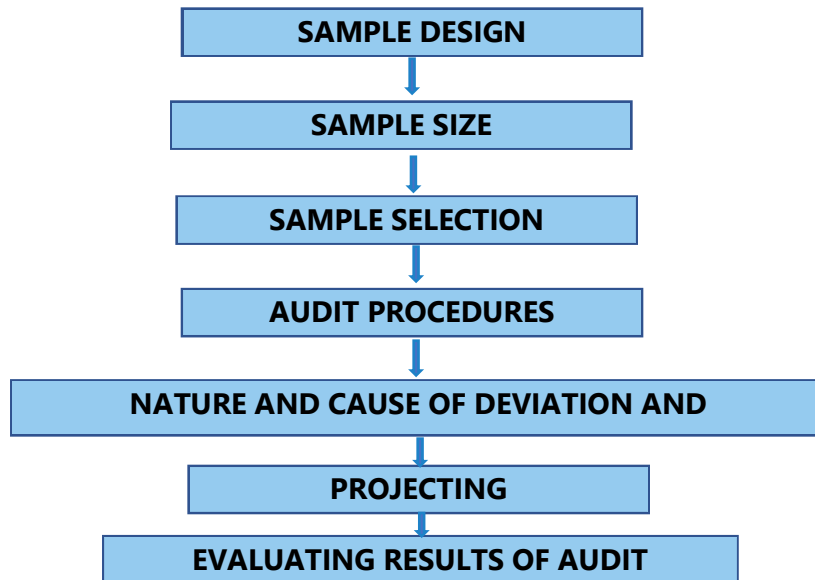 SAMPLE DESIGN
SAMPLE SIZE
SAMPLE SELECTION
AUDIT PROCEDURES
NATURE AND CAUSE OF DEVIATION AND
PROJECTING
EVALUATING RESULTS OF AUDIT